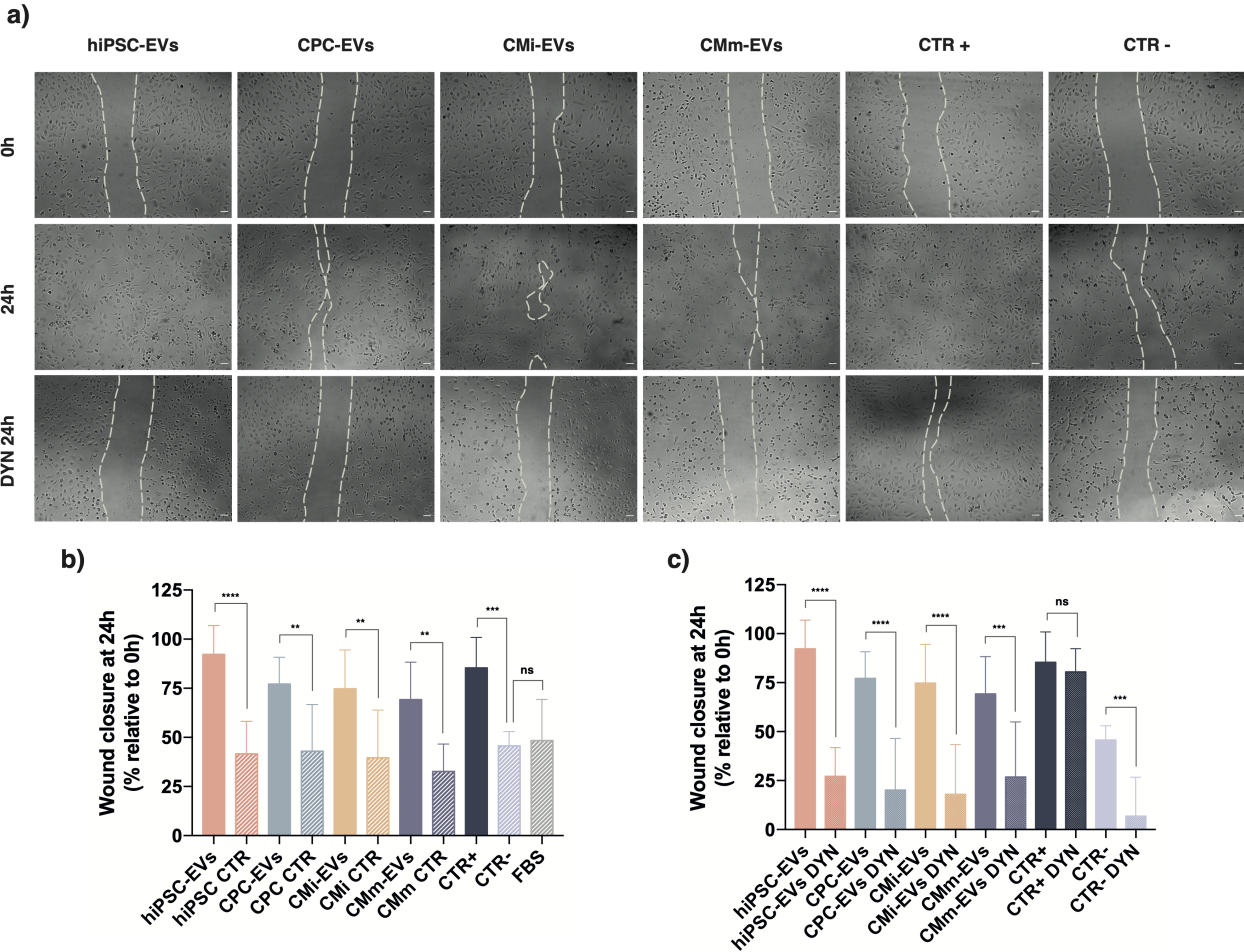 a)
hiPSC-EVs CPC-EVs CMi-EVs CMm-EVs CTR + CTR -
0h
24h
DYN 24h
b)
Wound closure at 24h
(% relative to 0h)
125
100
75
50
25
0
****
**
**
**
***
ns
hiPSC-EVs
hiPSC CTR
CPC-EVs
CPC CTR
CMi-EVs
CMi CTR
CMm-EVs
CMm CTR
CTR+
CTR-
FBS
c)
Wound closure at 24h
(% relative to 0h)
125
100
75
50
25
0
****
****
****
***
ns
***
hiPSC-EVs
hiPSC-EVs DYN
CPC-EVs
CPC-EVs DYN
CMi-EVs
CMi-EVs DYN
CMm-EVs
CMm-EVs DYN
CTR+
CTR+ DYN
CTR-
CTR- DYN